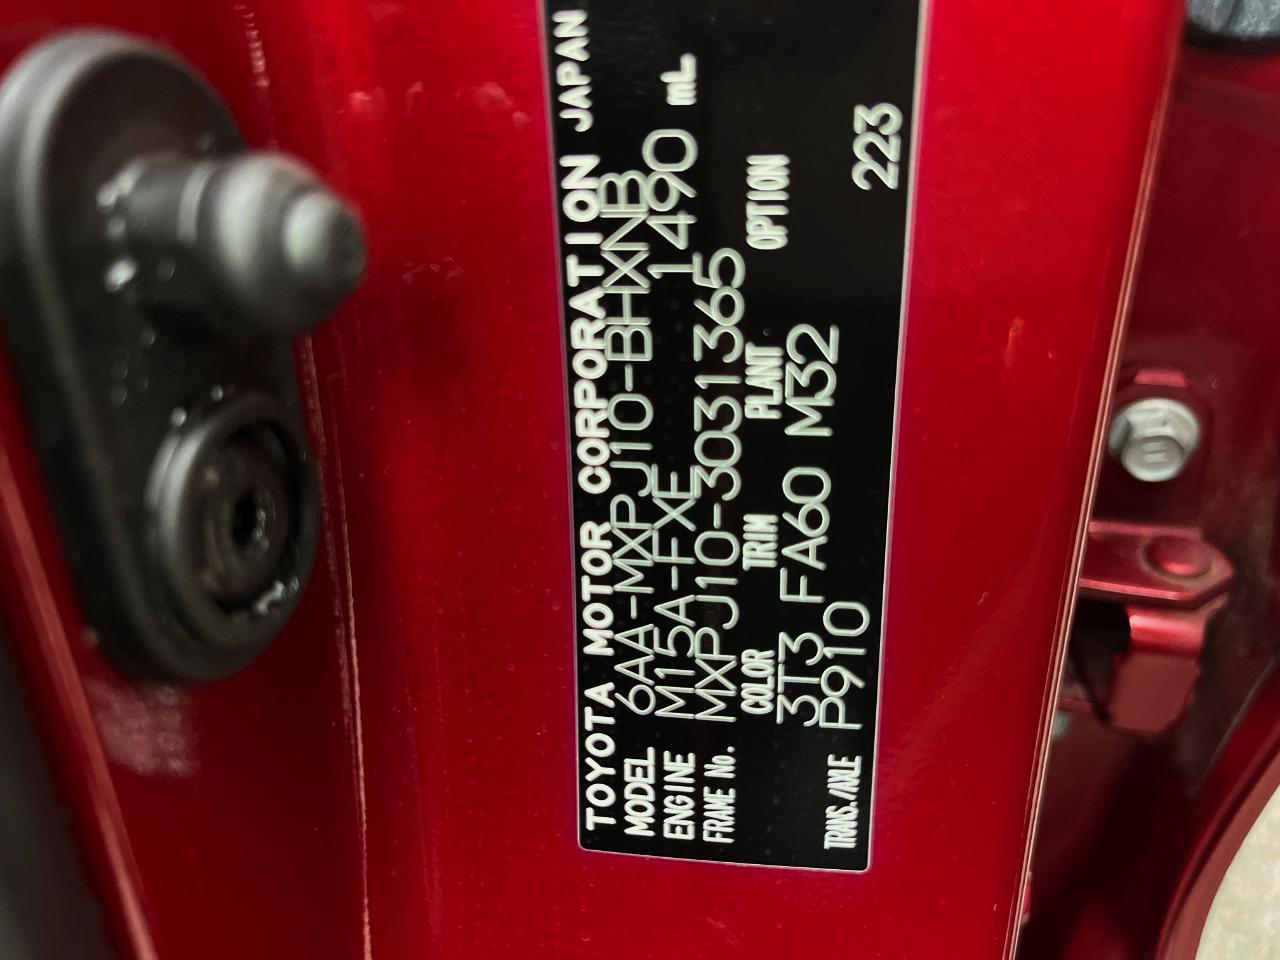 TOYOTA MOTOR CORPORATION JAPAN
MODEL 6AA-MXPJ10-BHXNB
ENGINE M15A-FXE 1490 mL
FRAME No. MXPJ10-3031365
COLOR TRIM PLANT OPTION
3T3 FA60 M32
TRANS./AXLE P910 223